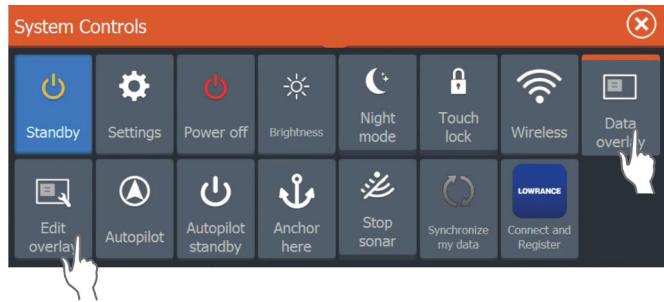 System Controls
Standby
Settings
Power off
Brightness
Night
mode
Touch
lock
Wireless
Data
overlay
Edit
overlay
Autopilot
Autopilot
standby
Anchor
here
Stop
sonar
Synchronize
my data
LOWRANCE
Connect and
Register